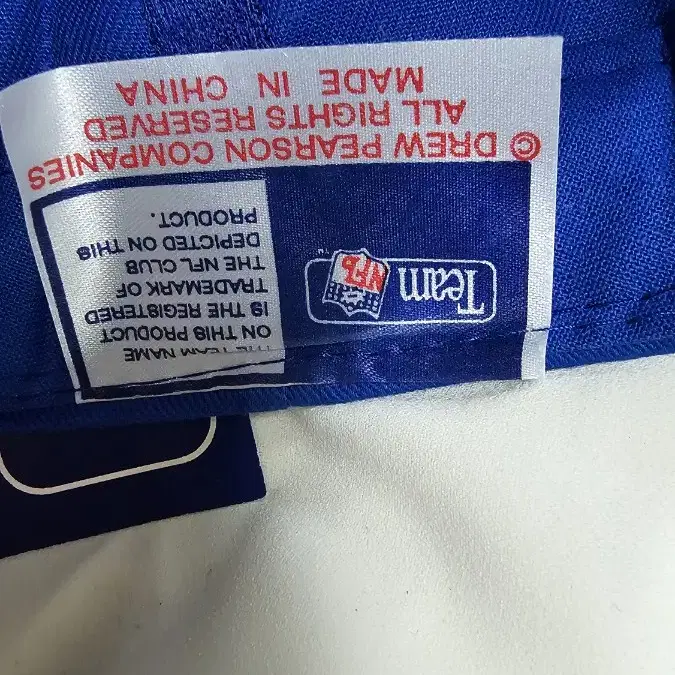 Team NFL
TM
THE TEAM NAME
ON THIS PRODUCT
IS THE REGISTERED
TRADEMARK OF
THE NFL CLUB
DEPICTED ON THIS
PRODUCT.
© DREW PEARSON COMPANIES
ALL RIGHTS RESERVED
MADE IN CHINA